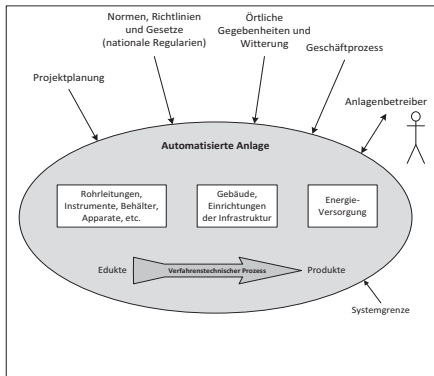 Normen, Richtlinien
und Gesetze
(nationale Regularien)
Örtliche
Gegebenheiten und
Witterung
Geschäftprozess
Projektplanung
Anlagenbetreiber
Automatisierte Anlage
Rohrleitungen,
Instrumente, Behälter,
Apparate, etc.
Gebäude,
Einrichtungen
der Infrastruktur
Energie-
Versorgung
Edukte
Verfahrenstechnischer Prozess
Produkte
Systemgrenze